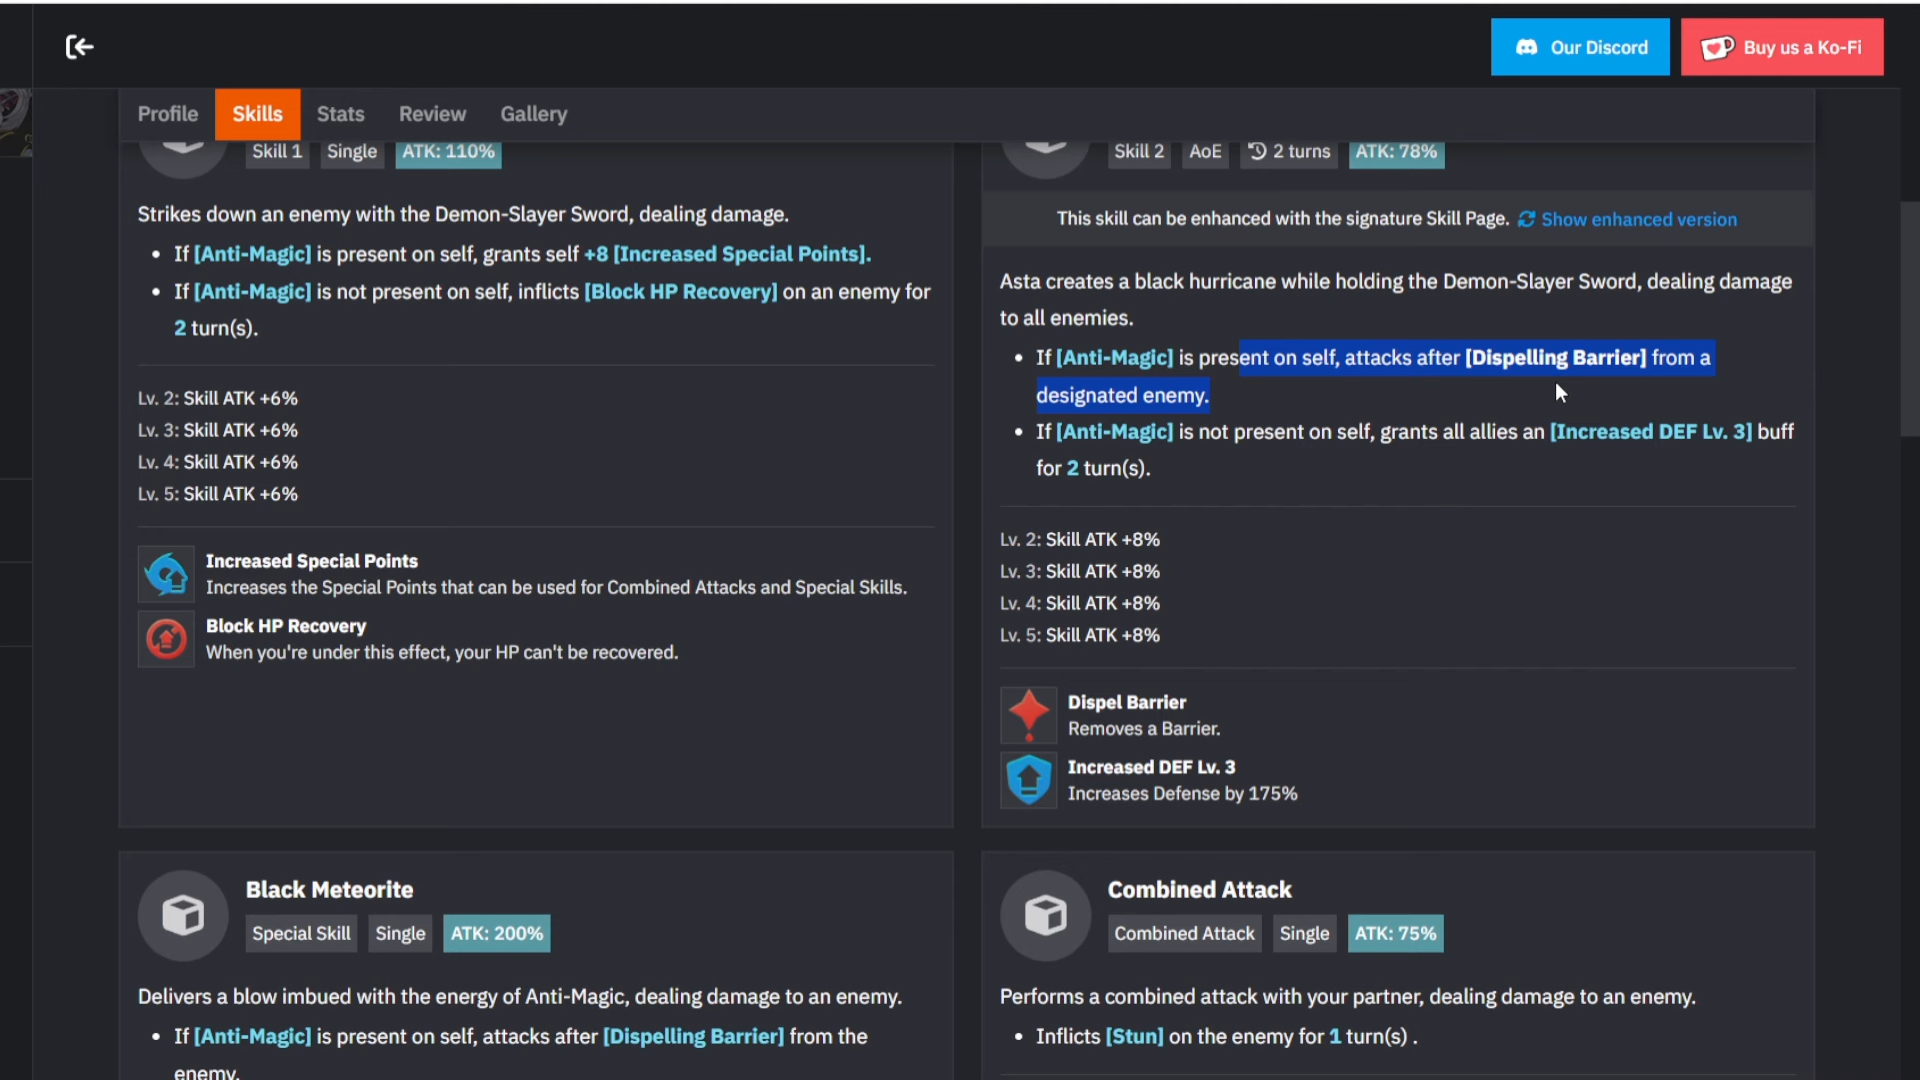 Our Discord
Buy us a Ko-Fi
Profile
Skills
Stats
Review
Gallery
Skill 1
Single
ATK: 110%
Strikes down an enemy with the Demon-Slayer Sword, dealing damage.
• If [Anti-Magic] is present on self, grants self +8 [Increased Special Points].
• If [Anti-Magic] is not present on self, inflicts [Block HP Recovery] on an enemy for
2 turn(s).
Lv. 2: Skill ATK +6%
Lv. 3: Skill ATK +6%
Lv. 4: Skill ATK +6%
Lv. 5: Skill ATK +6%
Increased Special Points
Increases the Special Points that can be used for Combined Attacks and Special Skills.
Block HP Recovery
When you're under this effect, your HP can't be recovered.
Skill 2
AoE
2 turns
ATK: 78%
This skill can be enhanced with the signature Skill Page. Show enhanced version
Asta creates a black hurricane while holding the Demon-Slayer Sword, dealing damage
to all enemies.
• If [Anti-Magic] is present on self, attacks after [Dispelling Barrier] from a
designated enemy.
• If [Anti-Magic] is not present on self, grants all allies an [Increased DEF Lv. 3] buff
for 2 turn(s).
Lv. 2: Skill ATK +8%
Lv. 3: Skill ATK +8%
Lv. 4: Skill ATK +8%
Lv. 5: Skill ATK +8%
Dispel Barrier
Removes a Barrier.
Increased DEF Lv. 3
Increases Defense by 175%
Black Meteorite
Special Skill
Single
ATK: 200%
Delivers a blow imbued with the energy of Anti-Magic, dealing damage to an enemy.
• If [Anti-Magic] is present on self, attacks after [Dispelling Barrier] from the
enemy.
Combined Attack
Combined Attack
Single
ATK: 75%
Performs a combined attack with your partner, dealing damage to an enemy.
• Inflicts [Stun] on the enemy for 1 turn(s) .